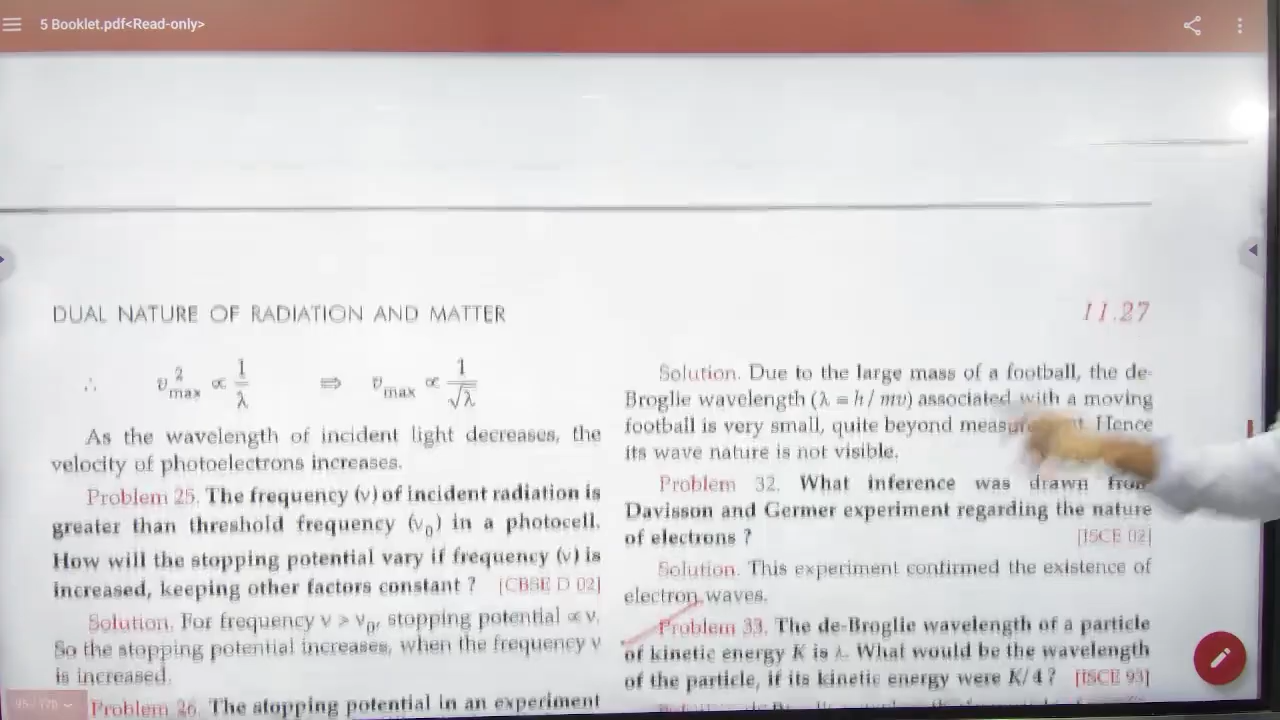 5 Booklet.pdf<Read-only>
DUAL NATURE OF RADIATION AND MATTER
11.27
∴ v²max ∝ 1/λ ⇒ vmax ∝ 1/√λ
As the wavelength of incident light decreases, the
velocity of photoelectrons increases.
Problem 25. The frequency (ν) of incident radiation is
greater than threshold frequency (ν₀) in a photocell.
How will the stopping potential vary if frequency (ν) is
increased, keeping other factors constant ? [CBSE D 02]
Solution. For frequency ν > ν₀, stopping potential ∝ ν.
So the stopping potential increases, when the frequency ν
is increased.
Problem 26. The stopping potential in an experiment
Solution. Due to the large mass of a football, the de-
Broglie wavelength (λ = h / mv) associated with a moving
football is very small, quite beyond Hence
its wave nature is not visible.
Problem 32. What inference was drawn from
Davisson and Germer experiment regarding the nature
of electrons ? [ISCE 02]
Solution. This experiment confirmed the existence of
electron waves.
Problem 33. The de-Broglie wavelength of a particle
of kinetic energy K is λ. What would be the wavelength
of the particle, if its kinetic energy were K/4 ? [ISCE 93]